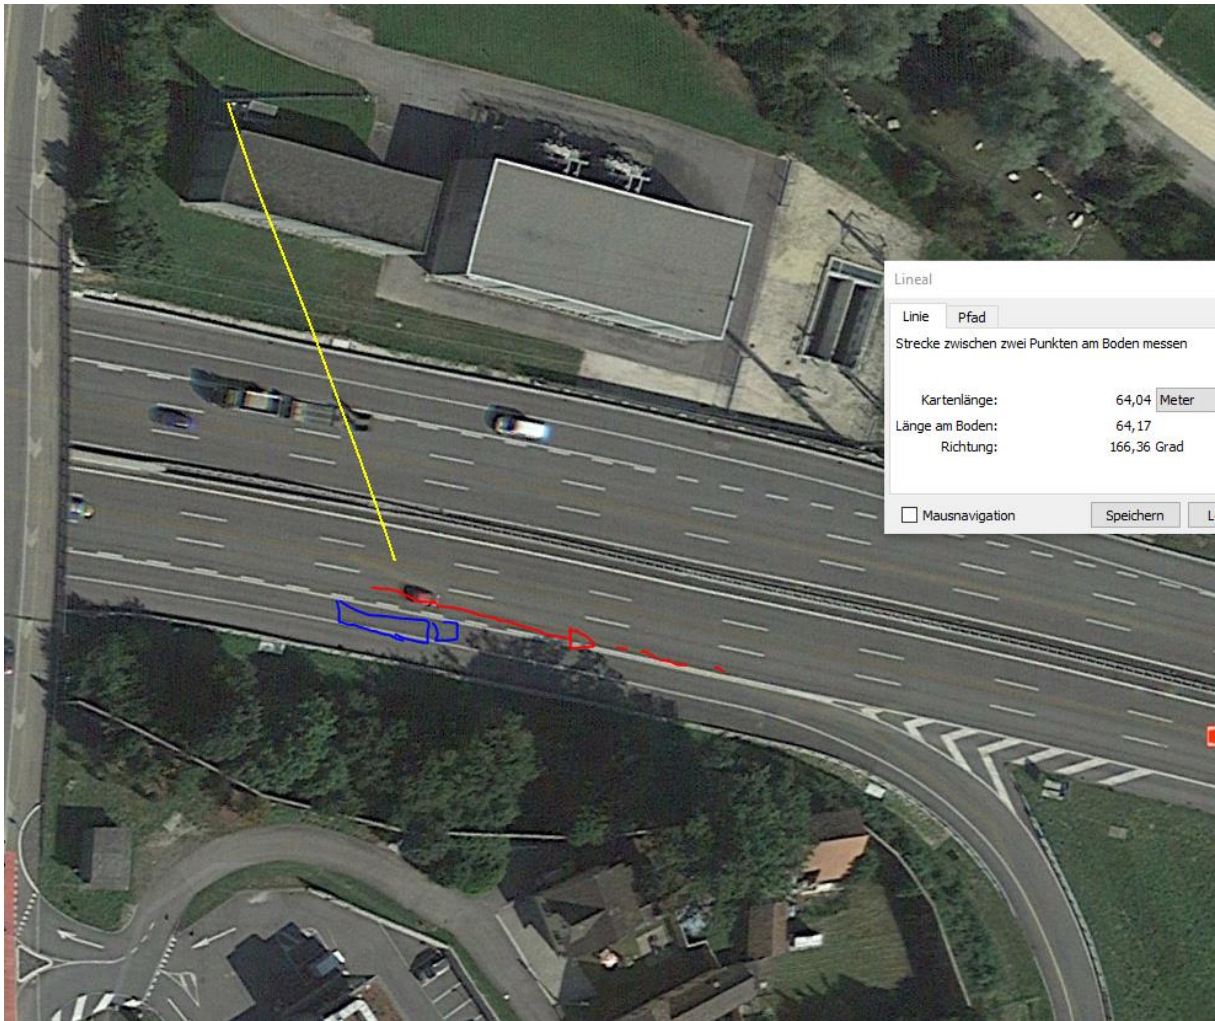 Lineal
Linie Pfad
Strecke zwischen zwei Punkten am Boden messen
Kartenlänge: 64,04 Meter
Länge am Boden: 64,17
Richtung: 166,36 Grad
Mausnavigation Speichern L